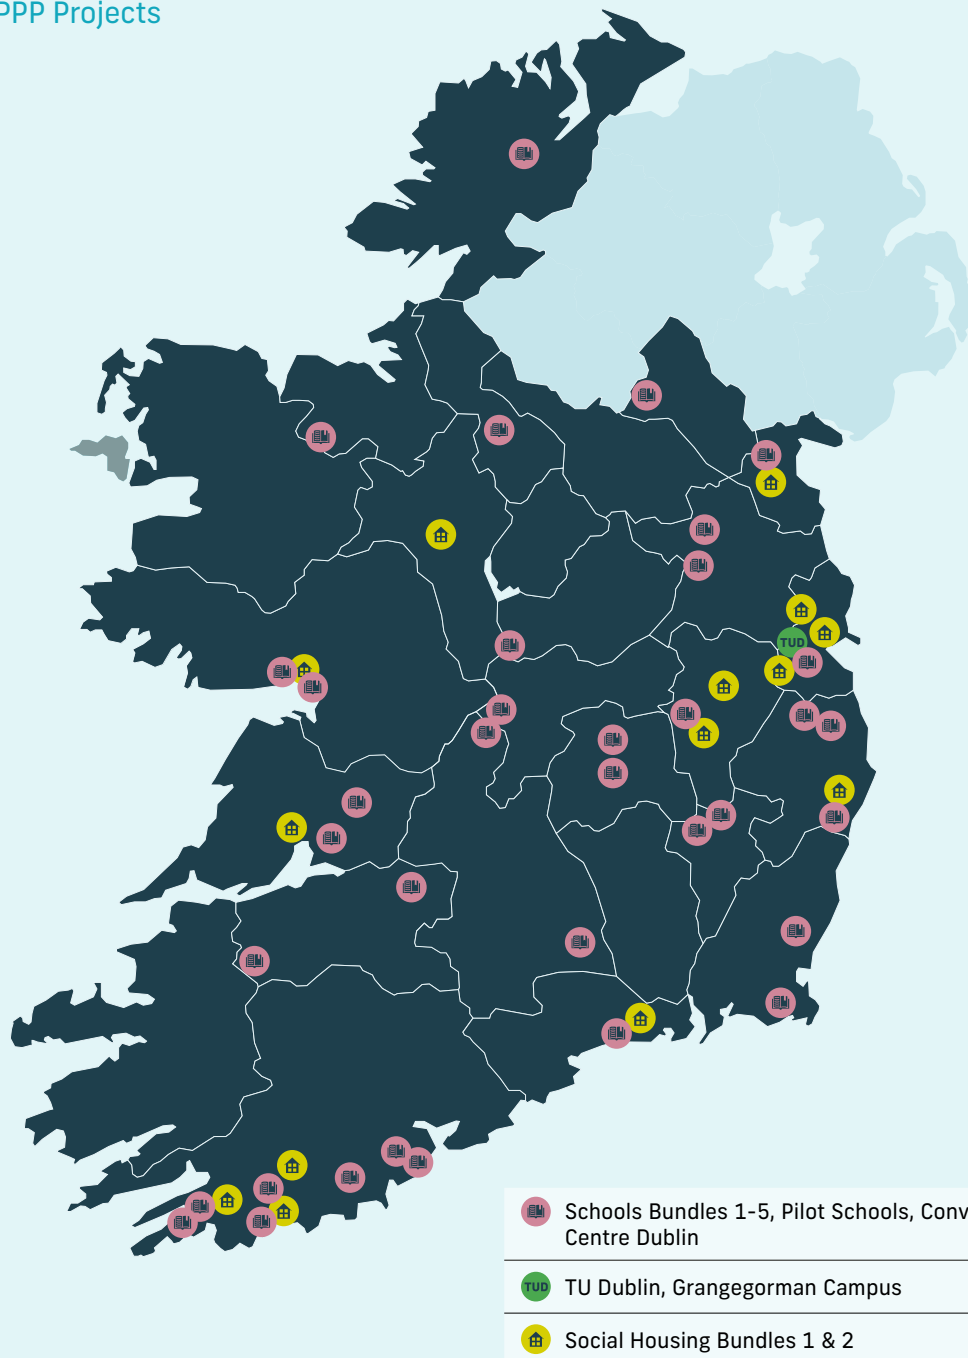 PPP Projects
TUD
Schools Bundles 1-5, Pilot Schools, Conv
Centre Dublin
TUD TU Dublin, Grangegorman Campus
Social Housing Bundles 1 & 2